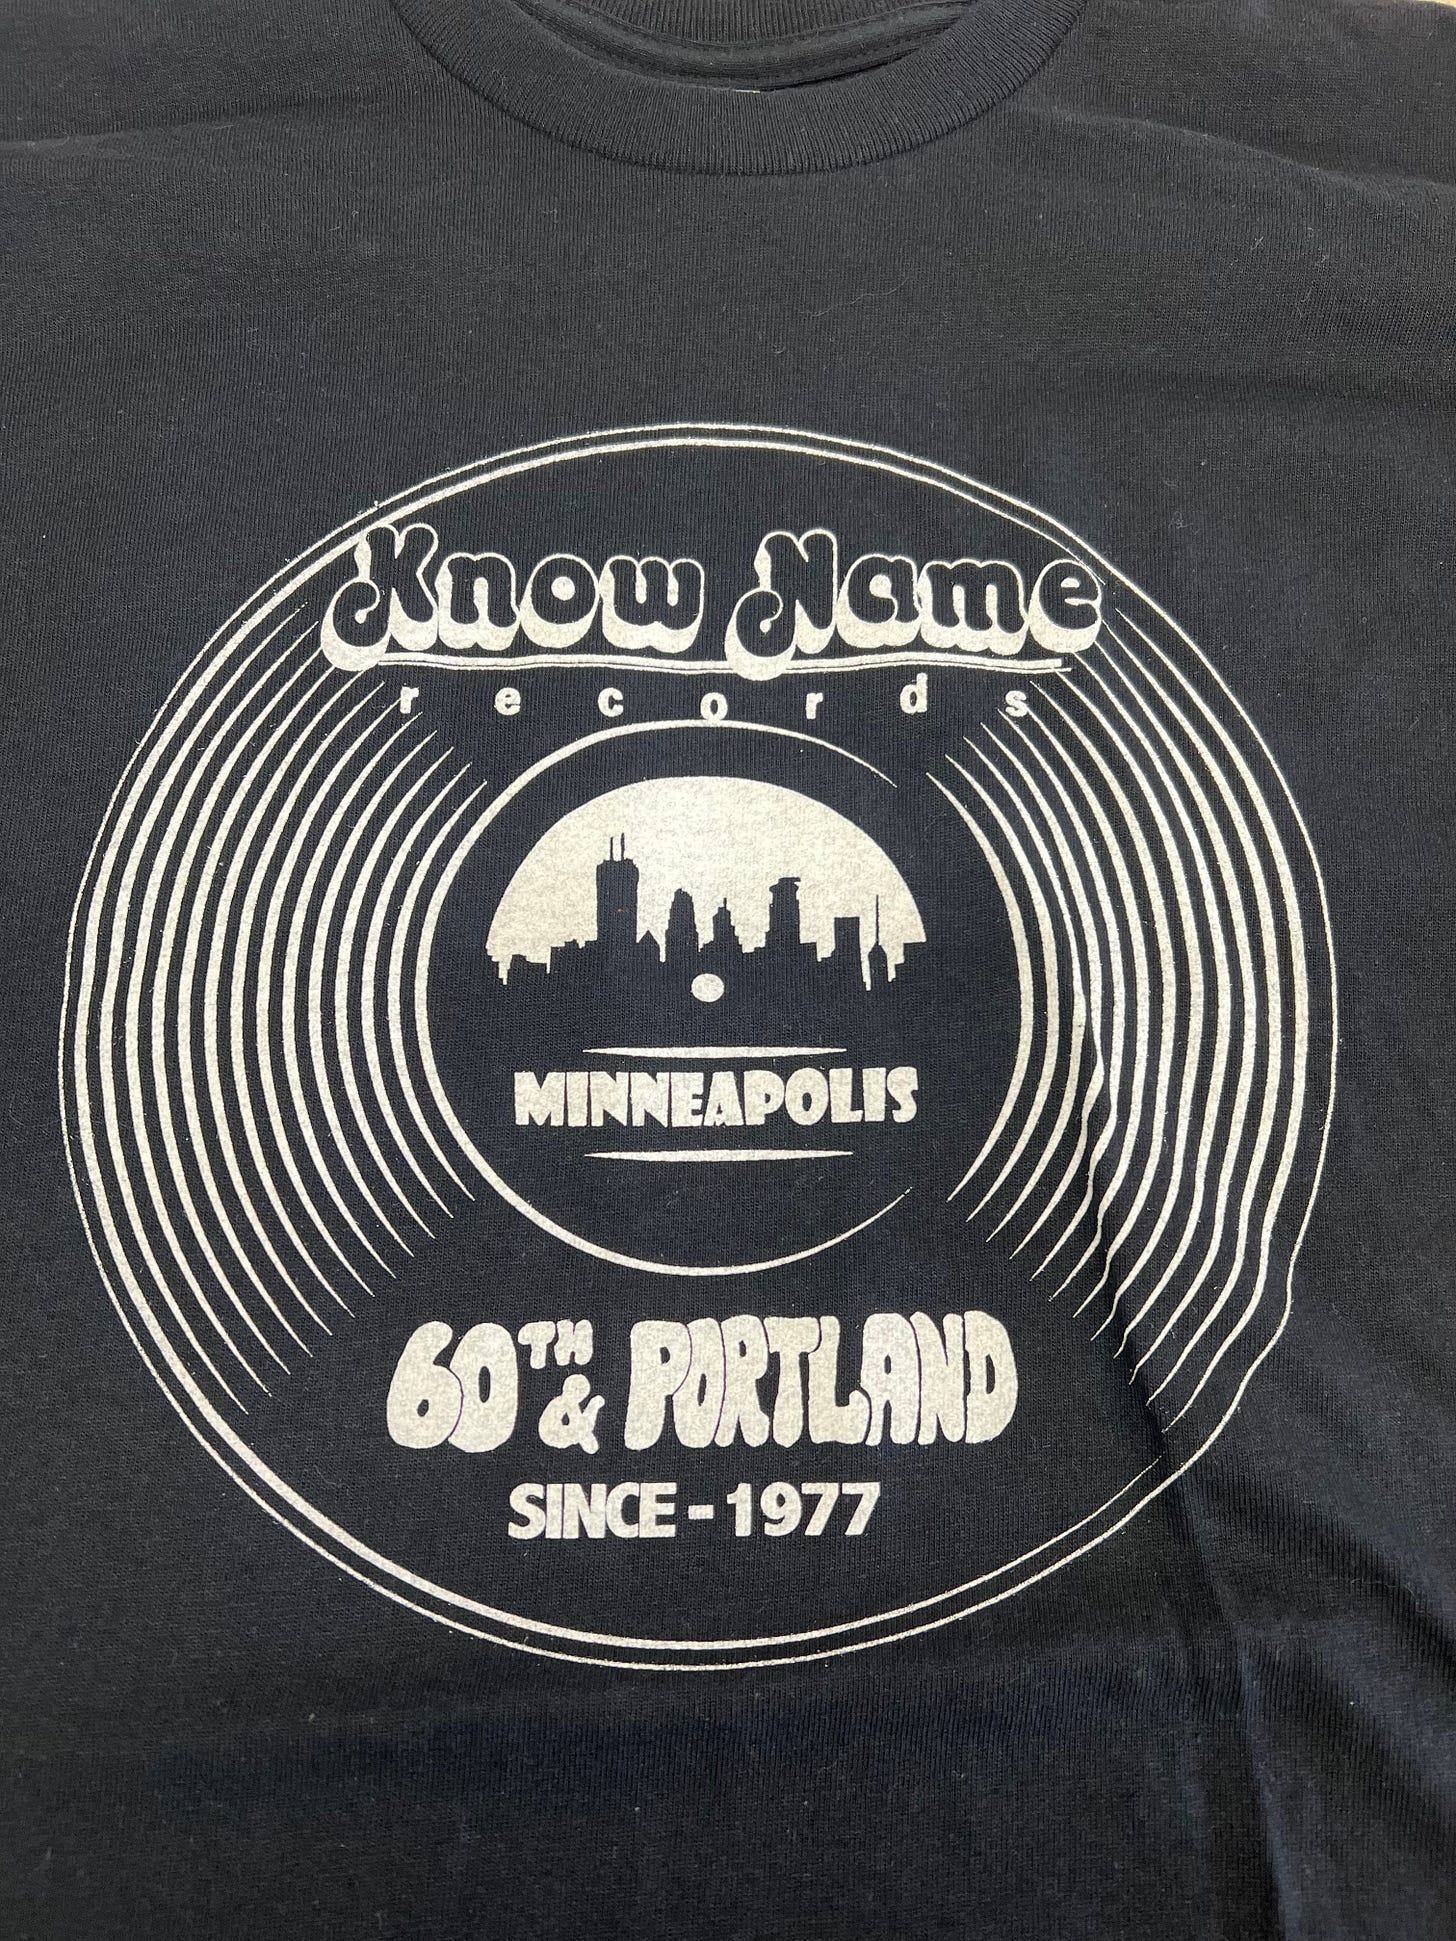 Know Name
records
MINNEAPOLIS
60TH & PORTLAND
SINCE-1977